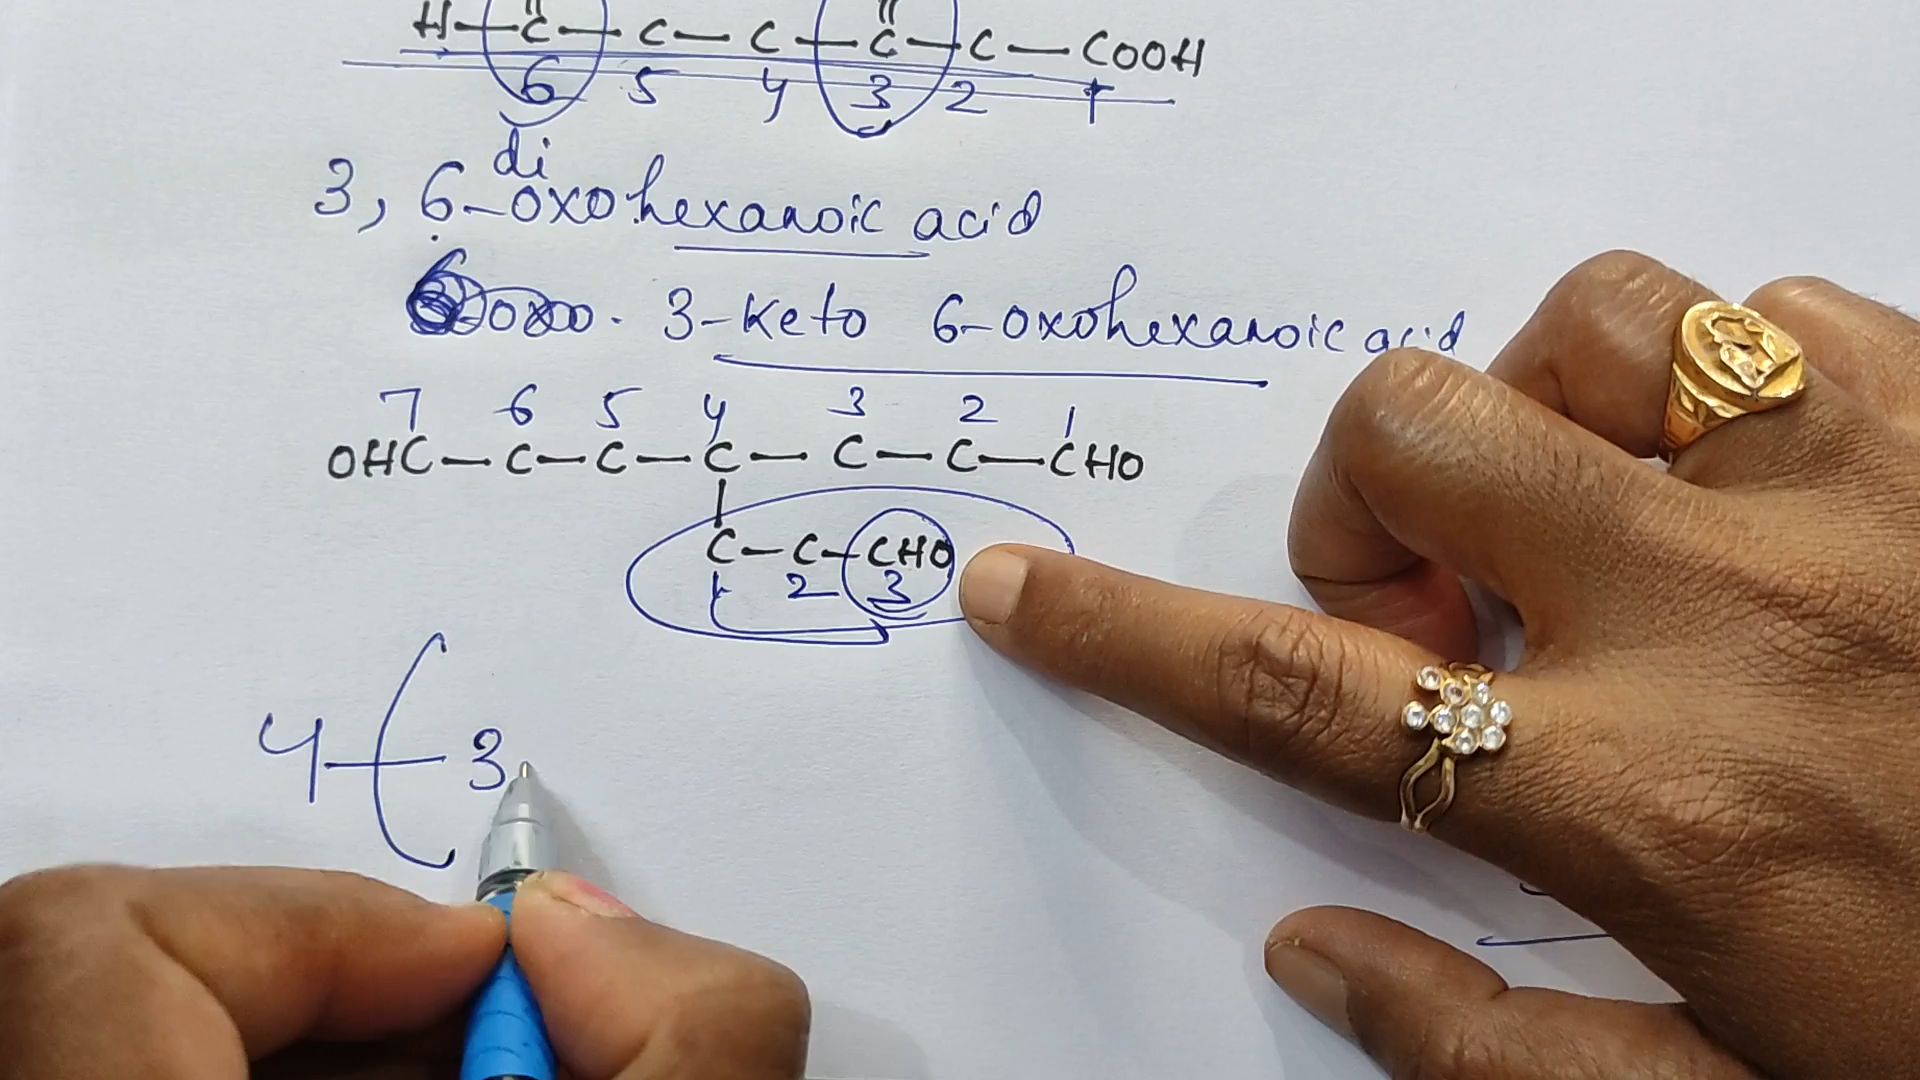 H—C—C—C—C—C—COOH
6 5 4 3 2 1
di
3, 6-oxohexanoic acid
oxo. 3-Keto 6-oxohexanoic acid
7 6 5 4 3 2 1
OHC—C—C—C—C—C—CHO
C—C—CHO
1 2 3
4-(-3